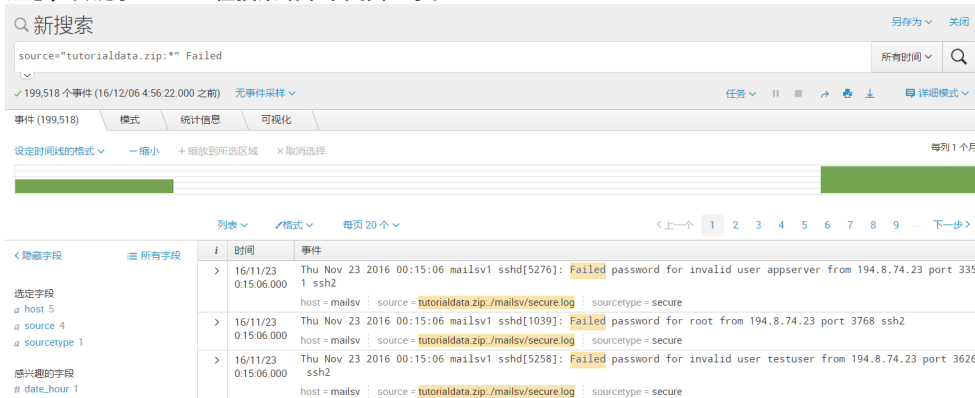 新搜索
另存为 关闭
source="tutorialdata.zip:*" Failed
所有时间
199,518 个事件 (16/12/06 4:56:22.000 之前) 无事件采样
任务 详细模式
事件 (199,518) 模式 统计信息 可视化
设定时间线的格式 —缩小 +缩放到所选区域 ×取消选择
每列 1 个月
列表 格式 每页 20 个
<上一个 1 2 3 4 5 6 7 8 9 ... 下一步>
<隐藏字段 所有字段
i 时间 事件
选定字段
a host 5
a source 4
a sourcetype 1
感兴趣的字段
# date_hour 1
> 16/11/23 0:15:06.000 Thu Nov 23 2016 00:15:06 mailsv1 sshd[5276]: Failed password for invalid user appserver from 194.8.74.23 port 335
1 ssh2
host = mailsv source = tutorialdata.zip:./mailsv/secure.log sourcetype = secure
> 16/11/23 0:15:06.000 Thu Nov 23 2016 00:15:06 mailsv1 sshd[1039]: Failed password for root from 194.8.74.23 port 3768 ssh2
host = mailsv source = tutorialdata.zip:./mailsv/secure.log sourcetype = secure
> 16/11/23 0:15:06.000 Thu Nov 23 2016 00:15:06 mailsv1 sshd[5258]: Failed password for invalid user testuser from 194.8.74.23 port 3626
ssh2
host = mailsv source = tutorialdata.zip:./mailsv/secure.log sourcetype = secure